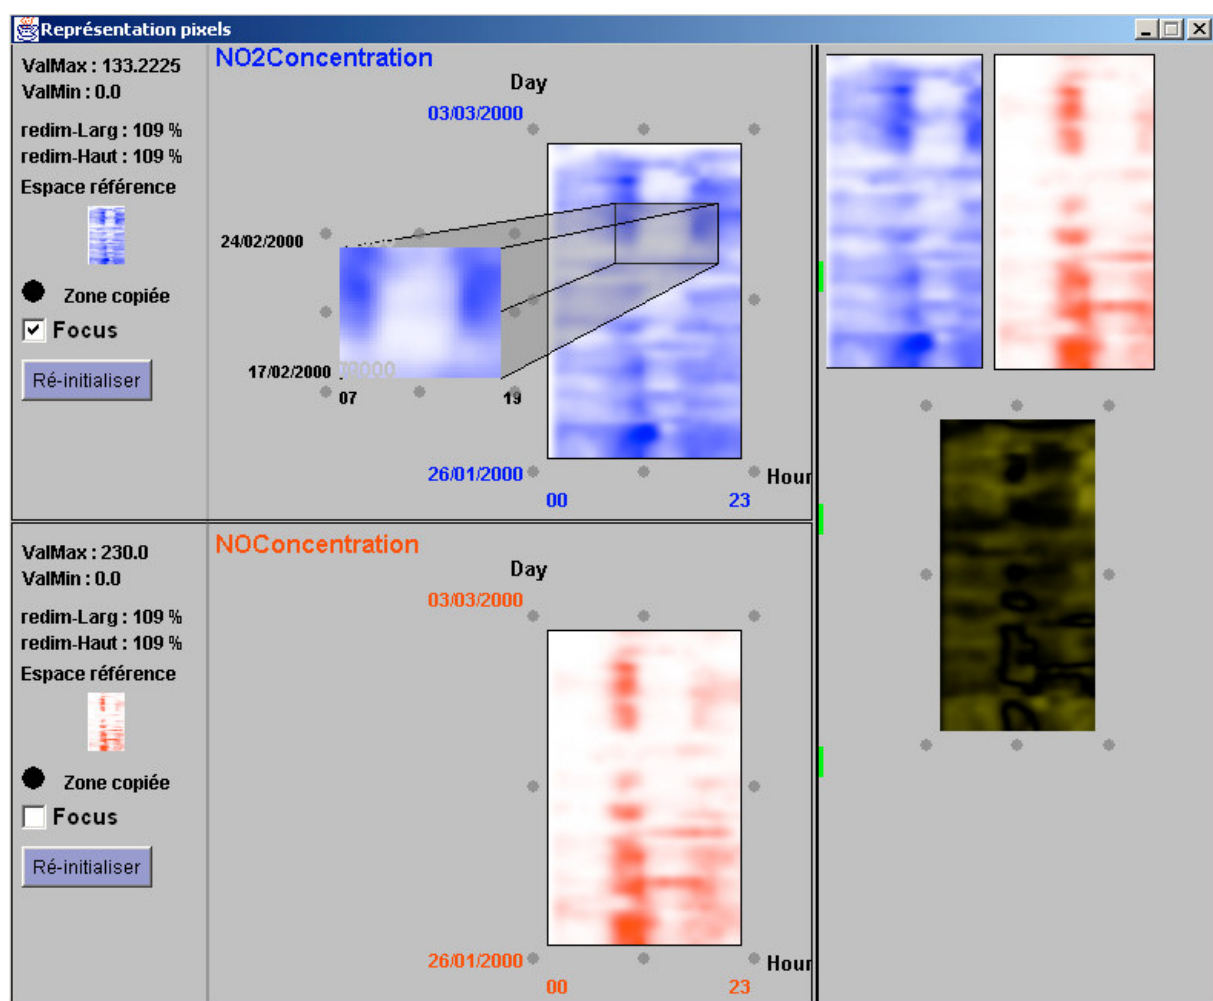 Représentation pixels
ValMax : 133.2225
ValMin : 0.0
redim-Larg : 109 %
redim-Haut : 109 %
Espace référence
Zone copiée
Focus
Ré-initialiser
NO2Concentration
Day
03/03/2000
24/02/2000
17/02/2000
07
19
26/01/2000
Hour
00
23
ValMax : 230.0
ValMin : 0.0
redim-Larg : 109 %
redim-Haut : 109 %
Espace référence
Zone copiée
Focus
Ré-initialiser
NOConcentration
Day
03/03/2000
26/01/2000
Hour
00
23